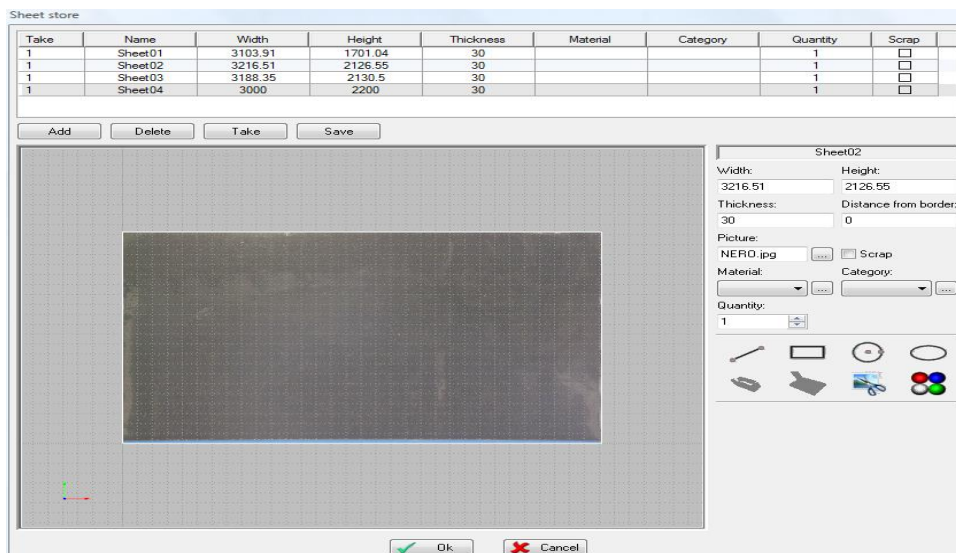 Sheet store
Take Name Width Height Thickness Material Category Quantity Scrap
1 Sheet01 3103.91 1701.04 30 1
1 Sheet02 3216.51 2126.55 30 1
1 Sheet03 3188.35 2130.5 30 1
1 Sheet04 3000 2200 30 1
Add Delete Take Save
Sheet02
Width: Height:
3216.51 2126.55
Thickness: Distance from border:
30 0
Picture:
NERO.jpg ... Scrap
Material: Category:
... ...
Quantity:
1
Ok Cancel